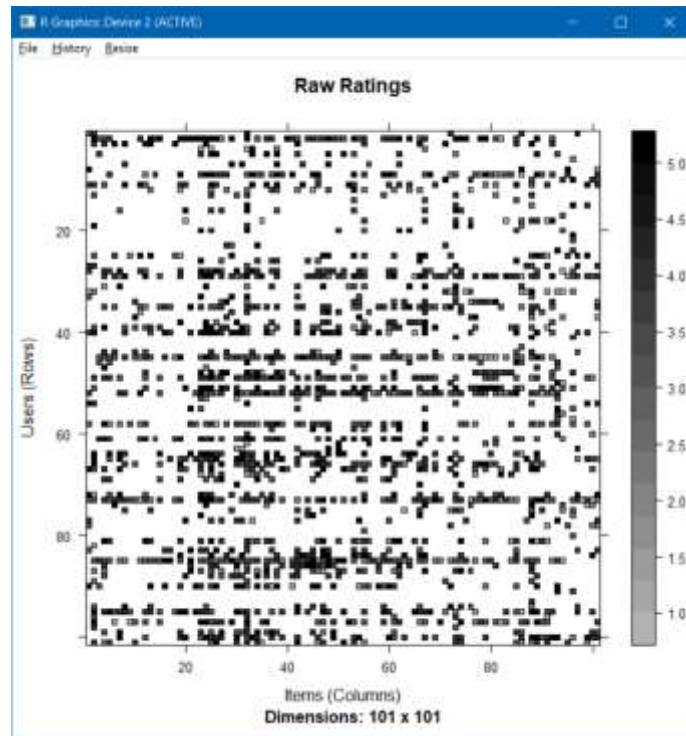 R Graphics: Device 2 (ACTIVE)
File History Resize
Raw Ratings
Users (Rows)
20
40
60
80
20 40 60 80
Items (Columns)
Dimensions: 101 x 101
5.0
4.5
4.0
3.5
3.0
2.5
2.0
1.5
1.0